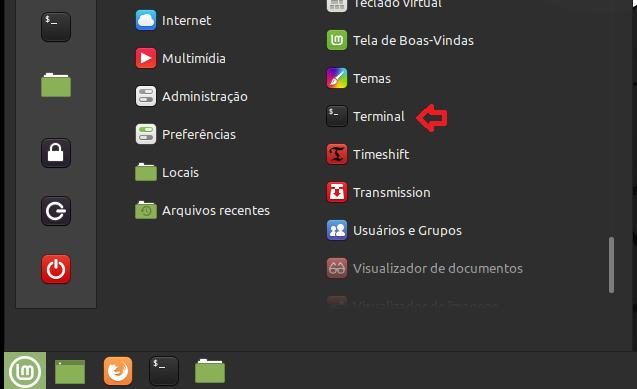 Internet
Multimídia
Administração
Preferências
Locais
Arquivos recentes
Teclado virtual
Tela de Boas-Vindas
Temas
Terminal
Timeshift
Transmission
Usuários e Grupos
Visualizador de documentos
Visualizador de imagens